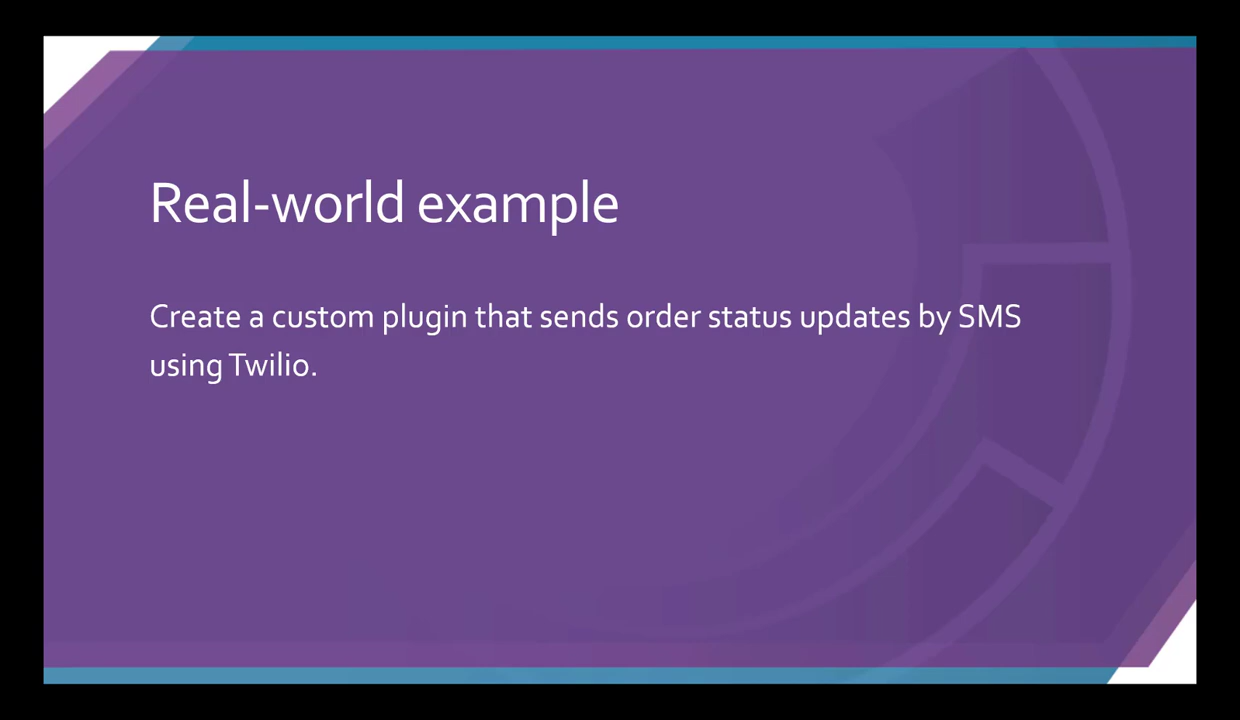 Real-world example
Create a custom plugin that sends order status updates by SMS
using Twilio.